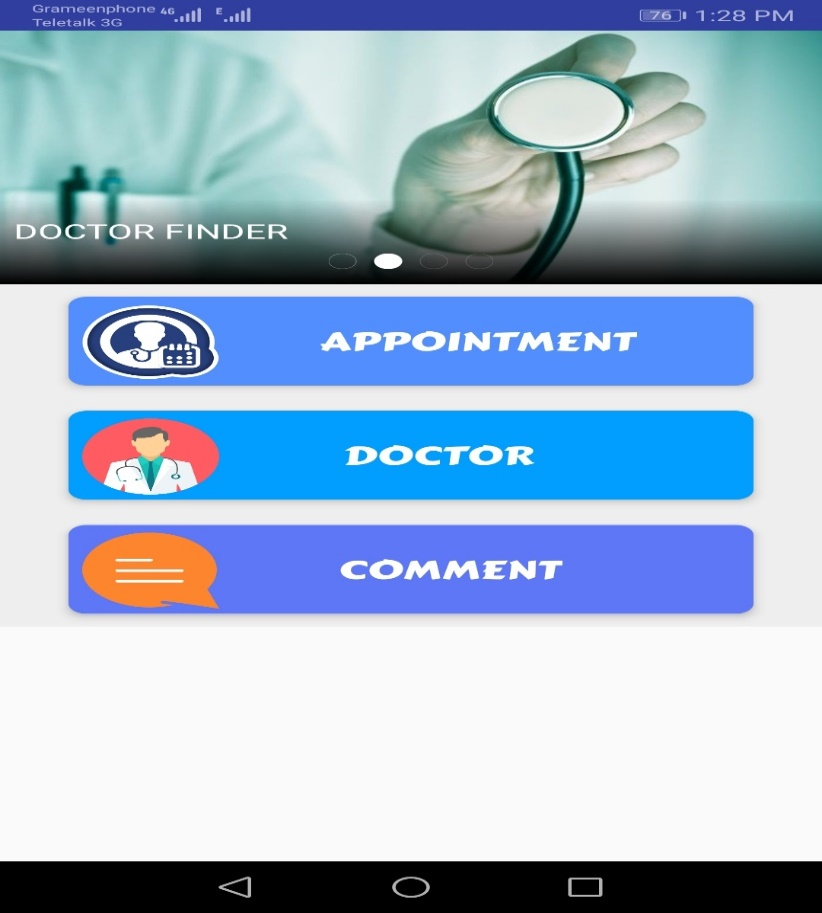 Grameenphone 4G E 76 1:28 PM
Teletalk 3G
DOCTOR FINDER
APPOINTMENT
DOCTOR
COMMENT